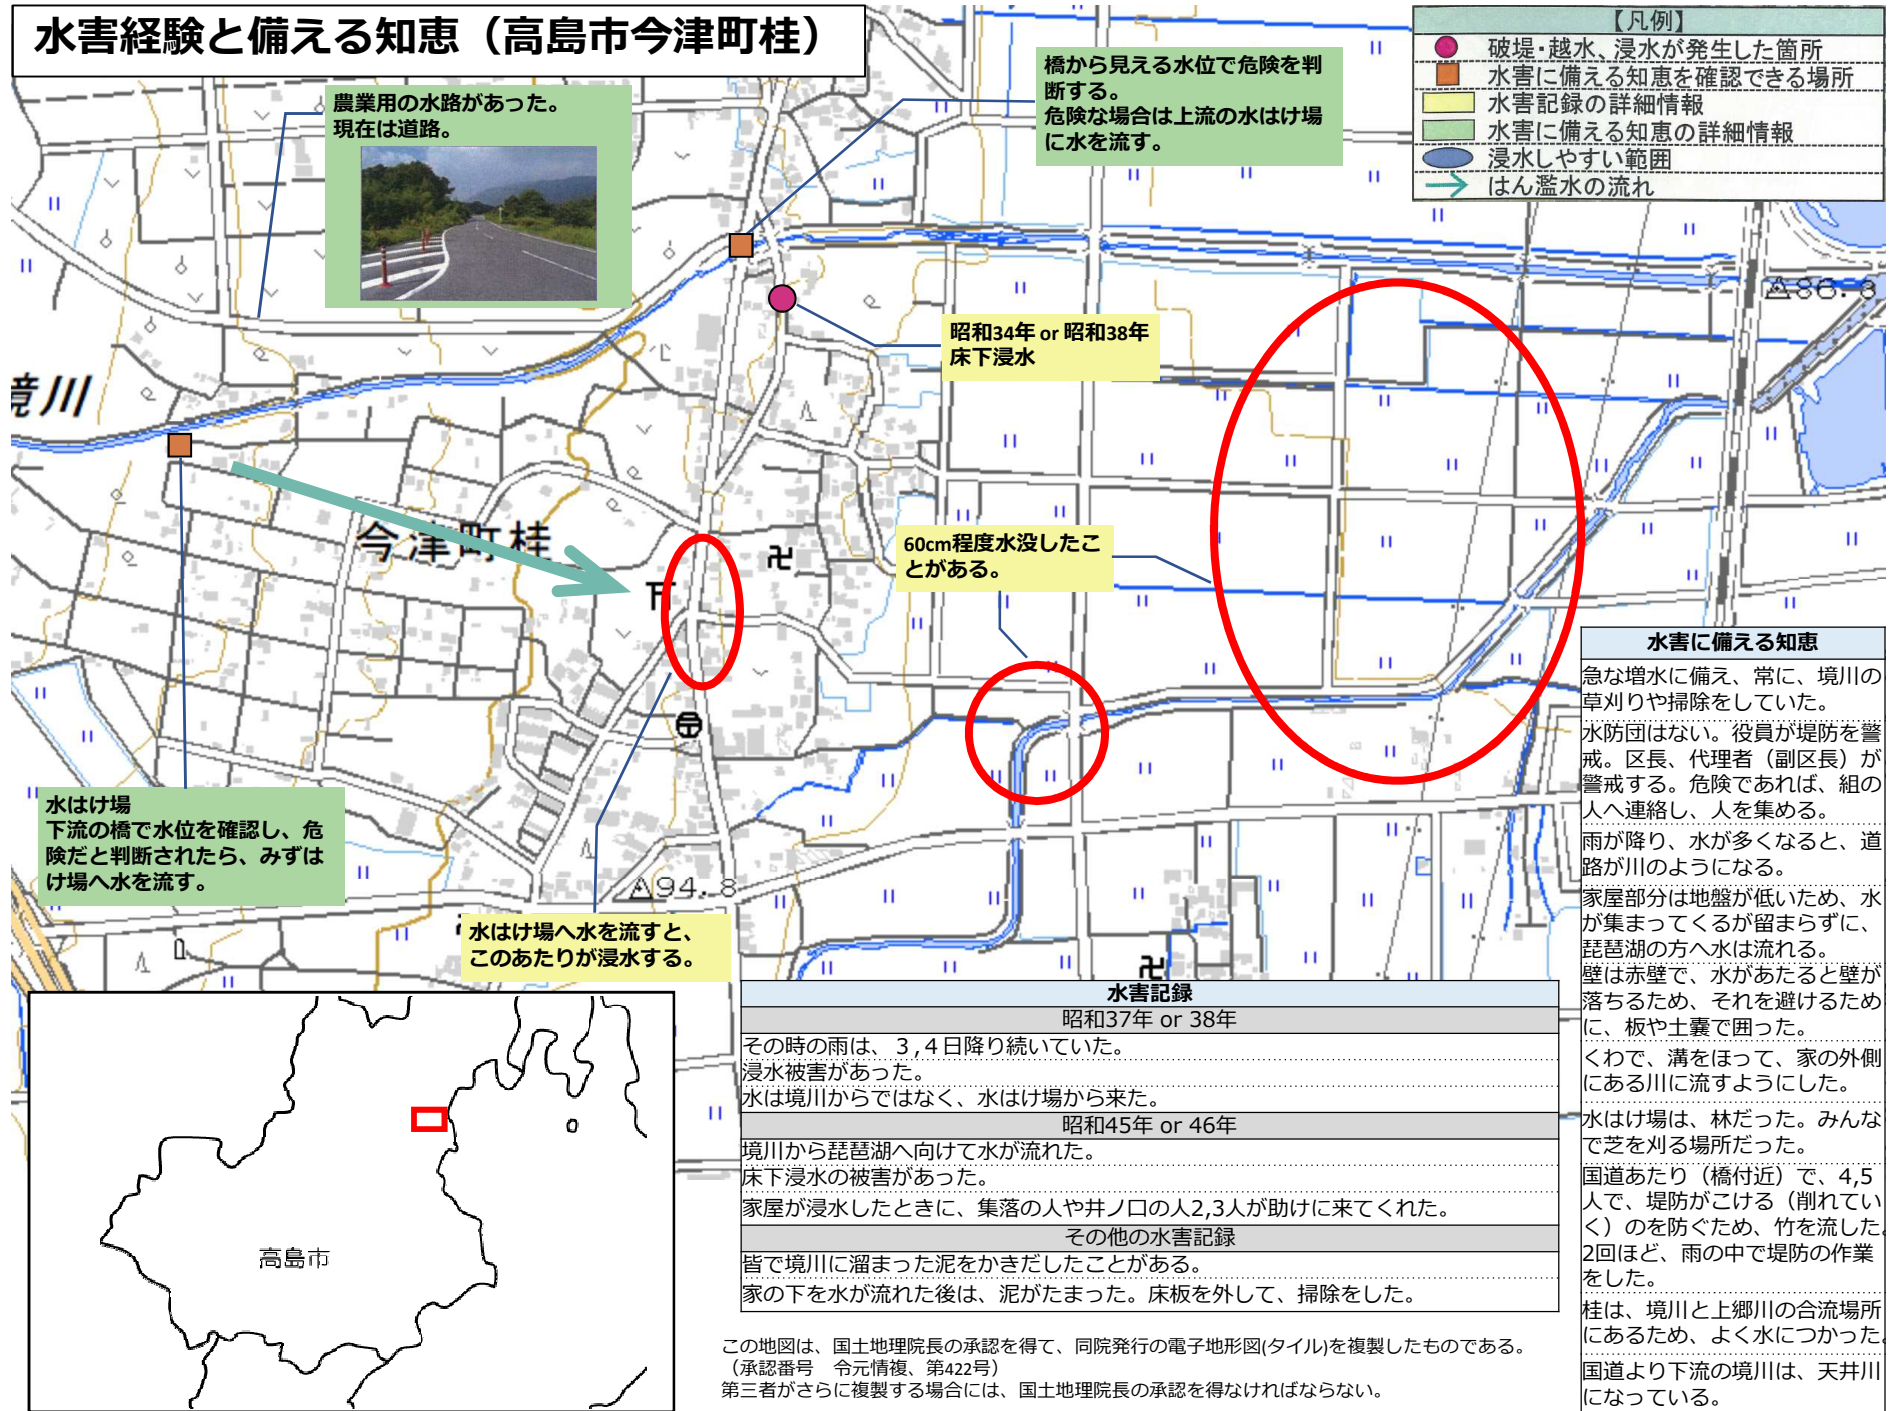 水害経験と備える知恵（高島市今津町桂）
【凡例】
破堤・越水、浸水が発生した箇所
水害に備える知恵を確認できる場所
水害記録の詳細情報
水害に備える知恵の詳細情報
浸水しやすい範囲
はん濫水の流れ
橋から見える水位で危険を判
断する。
危険な場合は上流の水はけ場
に水を流す。
農業用の水路があった。
現在は道路。
86.8
昭和34年 or 昭和38年
床下浸水
境川
今津町桂
60cm程度水没したこ
とがある。
水はけ場
下流の橋で水位を確認し、危
険だと判断されたら、みずは
け場へ水を流す。
94.8
水はけ場へ水を流すと、
このあたりが浸水する。
高島市
水害記録
昭和37年 or 38年
その時の雨は、３,４日降り続いていた。
浸水被害があった。
水は境川からではなく、水はけ場から来た。
昭和45年 or 46年
境川から琵琶湖へ向けて水が流れた。
床下浸水の被害があった。
家屋が浸水したときに、集落の人や井ノ口の人2,3人が助けに来てくれた。
その他の水害記録
皆で境川に溜まった泥をかきだしたことがある。
家の下を水が流れた後は、泥がたまった。床板を外して、掃除をした。
水害に備える知恵
急な増水に備え、常に、境川の
草刈りや掃除をしていた。
水防団はない。役員が堤防を警
戒。区長、代理者（副区長）が
警戒する。危険であれば、組の
人へ連絡し、人を集める。
雨が降り、水が多くなると、道
路が川のようになる。
家屋部分は地盤が低いため、水
が集まってくるが留まらずに、
琵琶湖の方へ水は流れる。
壁は赤壁で、水があたると壁が
落ちるため、それを避けるため
に、板や土嚢で囲った。
くわで、溝をほって、家の外側
にある川に流すようにした。
水はけ場は、林だった。みんな
で芝を刈る場所だった。
国道あたり（橋付近）で、4,5
人で、堤防がこける（削れてい
く）のを防ぐため、竹を流した。
2回ほど、雨の中で堤防の作業
をした。
桂は、境川と上郷川の合流場所
にあるため、よく水につかった。
国道より下流の境川は、天井川
になっている。
この地図は、国土地理院長の承認を得て、同院発行の電子地形図(タイル)を複製したものである。
（承認番号　令元情複、第422号）
第三者がさらに複製する場合には、国土地理院長の承認を得なければならない。